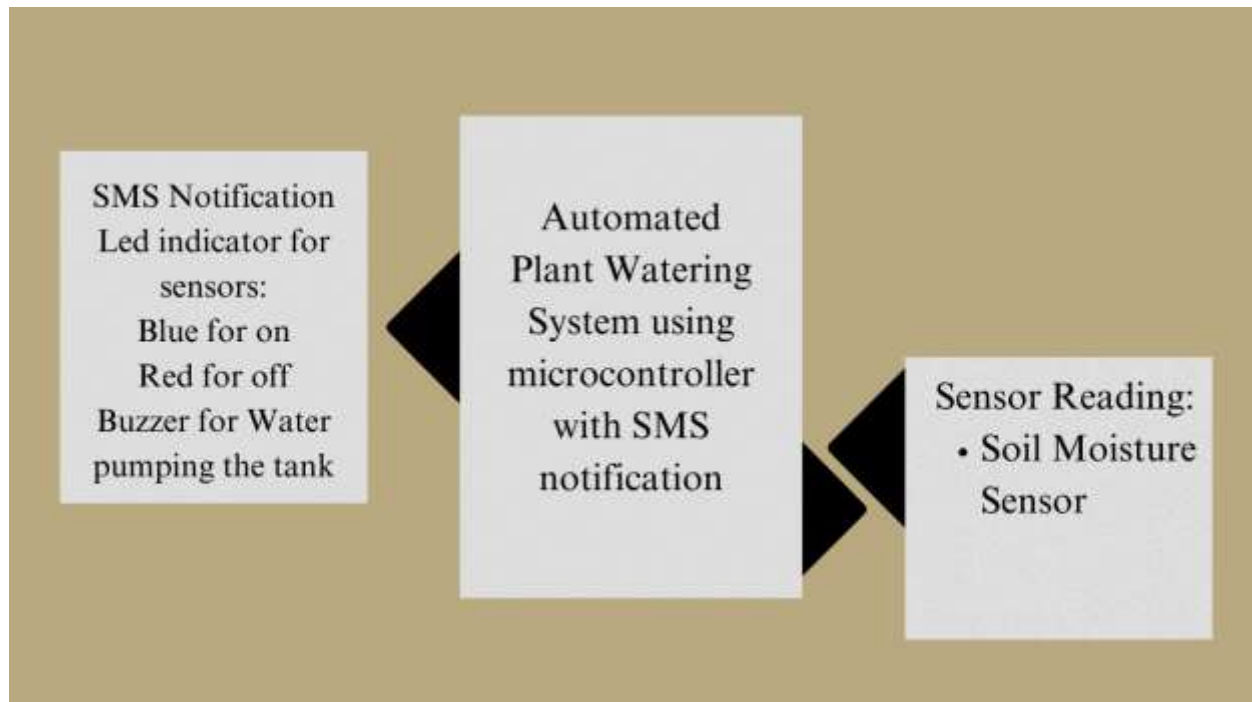 SMS Notification
Led indicator for
sensors:
Blue for on
Red for off
Buzzer for Water
pumping the tank
Automated
Plant Watering
System using
microcontroller
with SMS
notification
Sensor Reading:
• Soil Moisture
Sensor